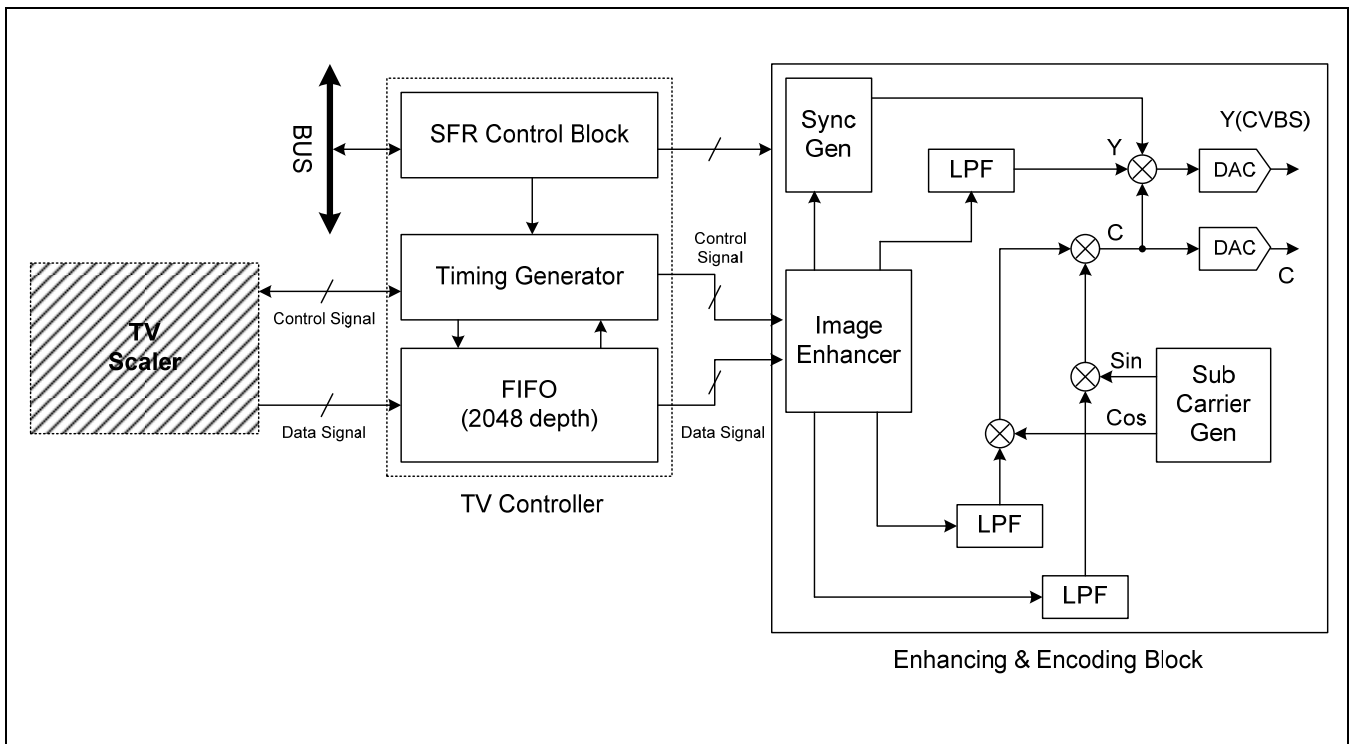 BUS
SFR Control Block
Timing Generator
FIFO
(2048 depth)
TV Controller
TV
Scaler
Control Signal
Data Signal
Control
Signal
Data Signal
Sync
Gen
Image
Enhancer
LPF
Y
Y(CVBS)
DAC
C
DAC
C
Sin
Cos
Sub
Carrier
Gen
LPF
LPF
Enhancing & Encoding Block